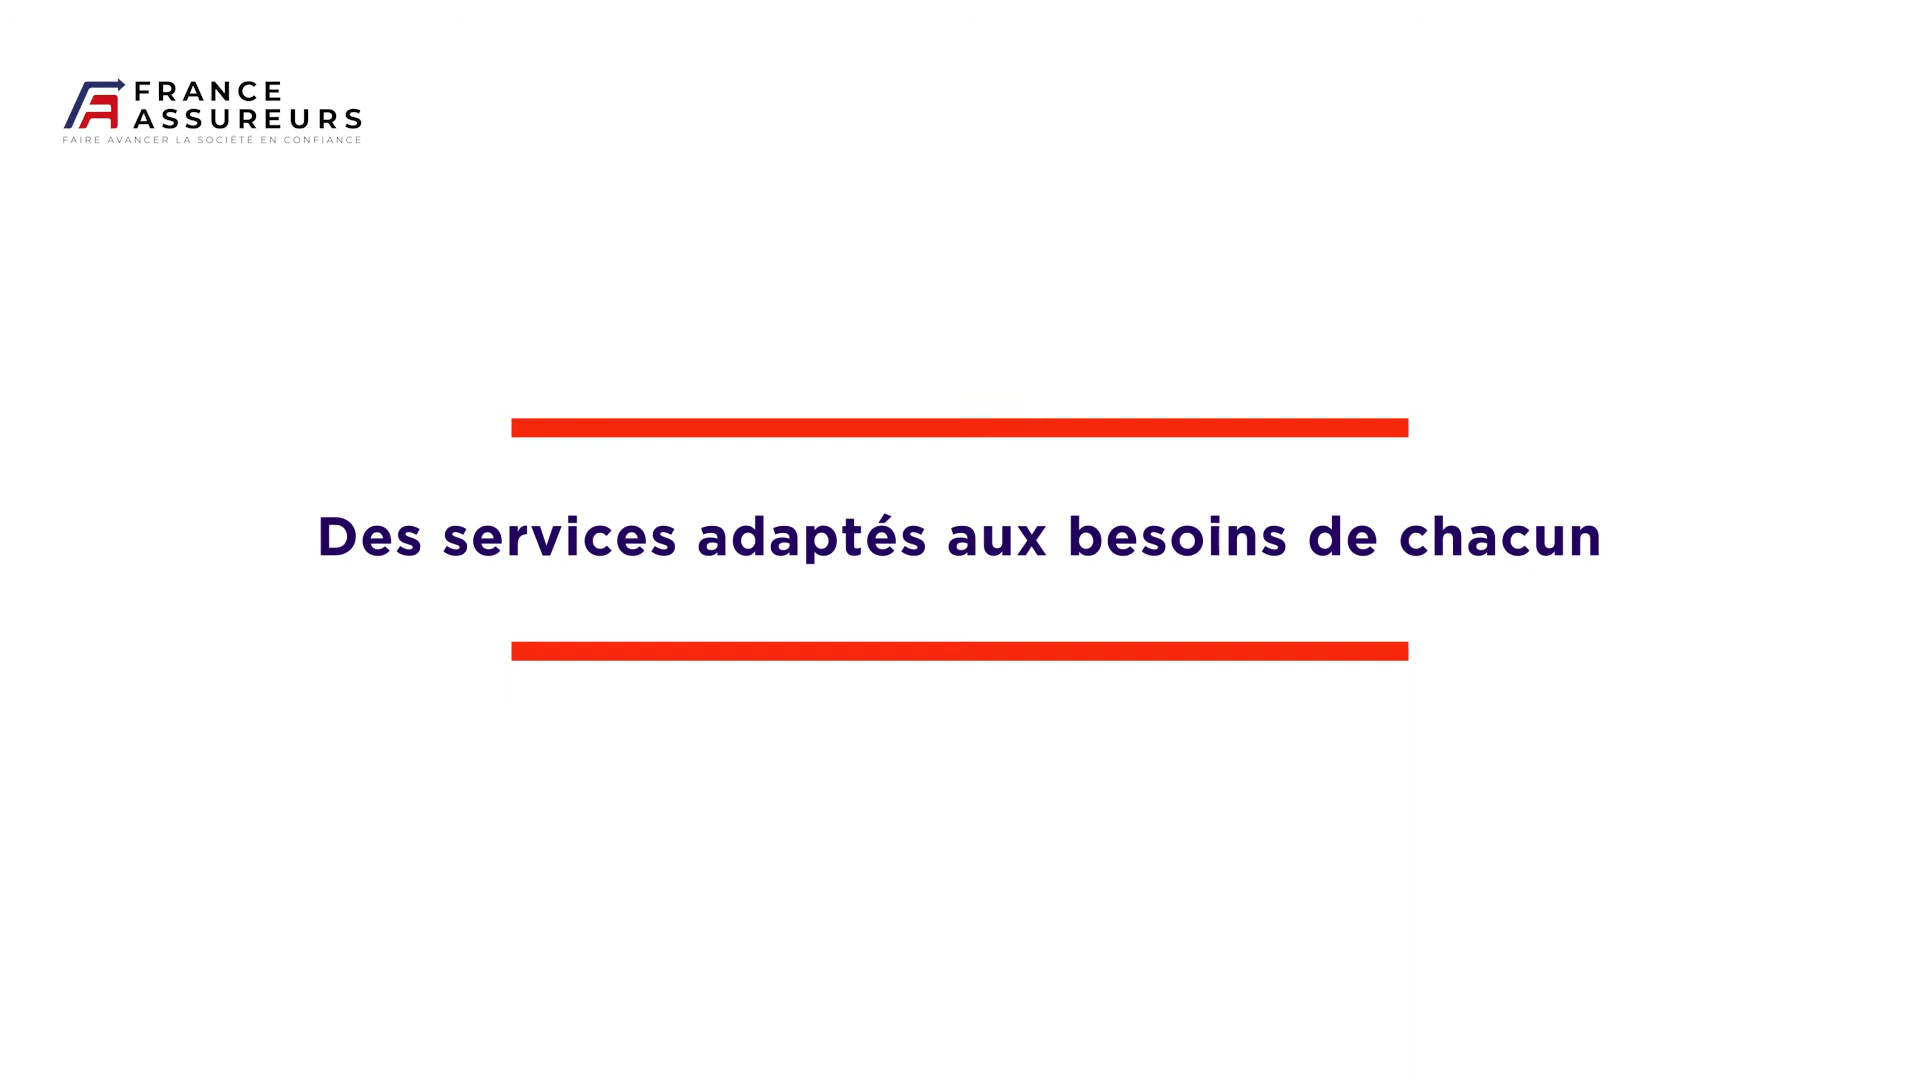 FRANCE
ASSUREURS
FAIRE AVANCER LA SOCIÉTÉ EN CONFIANCE
Des services adaptés aux besoins de chacun